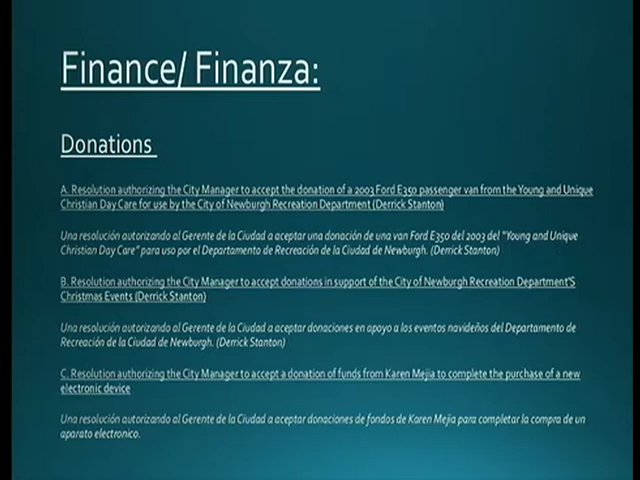 Finance/ Finanza:
Donations
A. Resolution authorizing the City Manager to accept the donation of a 2003 Ford E350 passenger van from the Young and Unique
Christian Day Care for use by the City of Newburgh Recreation Department (Derrick Stanton)
Una resolución autorizando al Gerente de la Ciudad a aceptar una donación de una van Ford E350 del 2003 del "Young and Unique
Christian Day Care" para uso por el Departamento de Recreación de la Ciudad de Newburgh. (Derrick Stanton)
B. Resolution authorizing the City Manager to accept donations in support of the City of Newburgh Recreation Department'S
Christmas Events (Derrick Stanton)
Una resolución autorizando al Gerente de la Ciudad a aceptar donaciones en apoyo a los eventos navideños del Departamento de
Recreación de la Ciudad de Newburgh. (Derrick Stanton)
C. Resolution authorizing the City Manager to accept a donation of funds from Karen Mejia to complete the purchase of a new
electronic device
Una resolución autorizando al Gerente de la Ciudad a aceptar donaciones de fondos de Karen Mejia para completar la compra de un
aparato electronico.